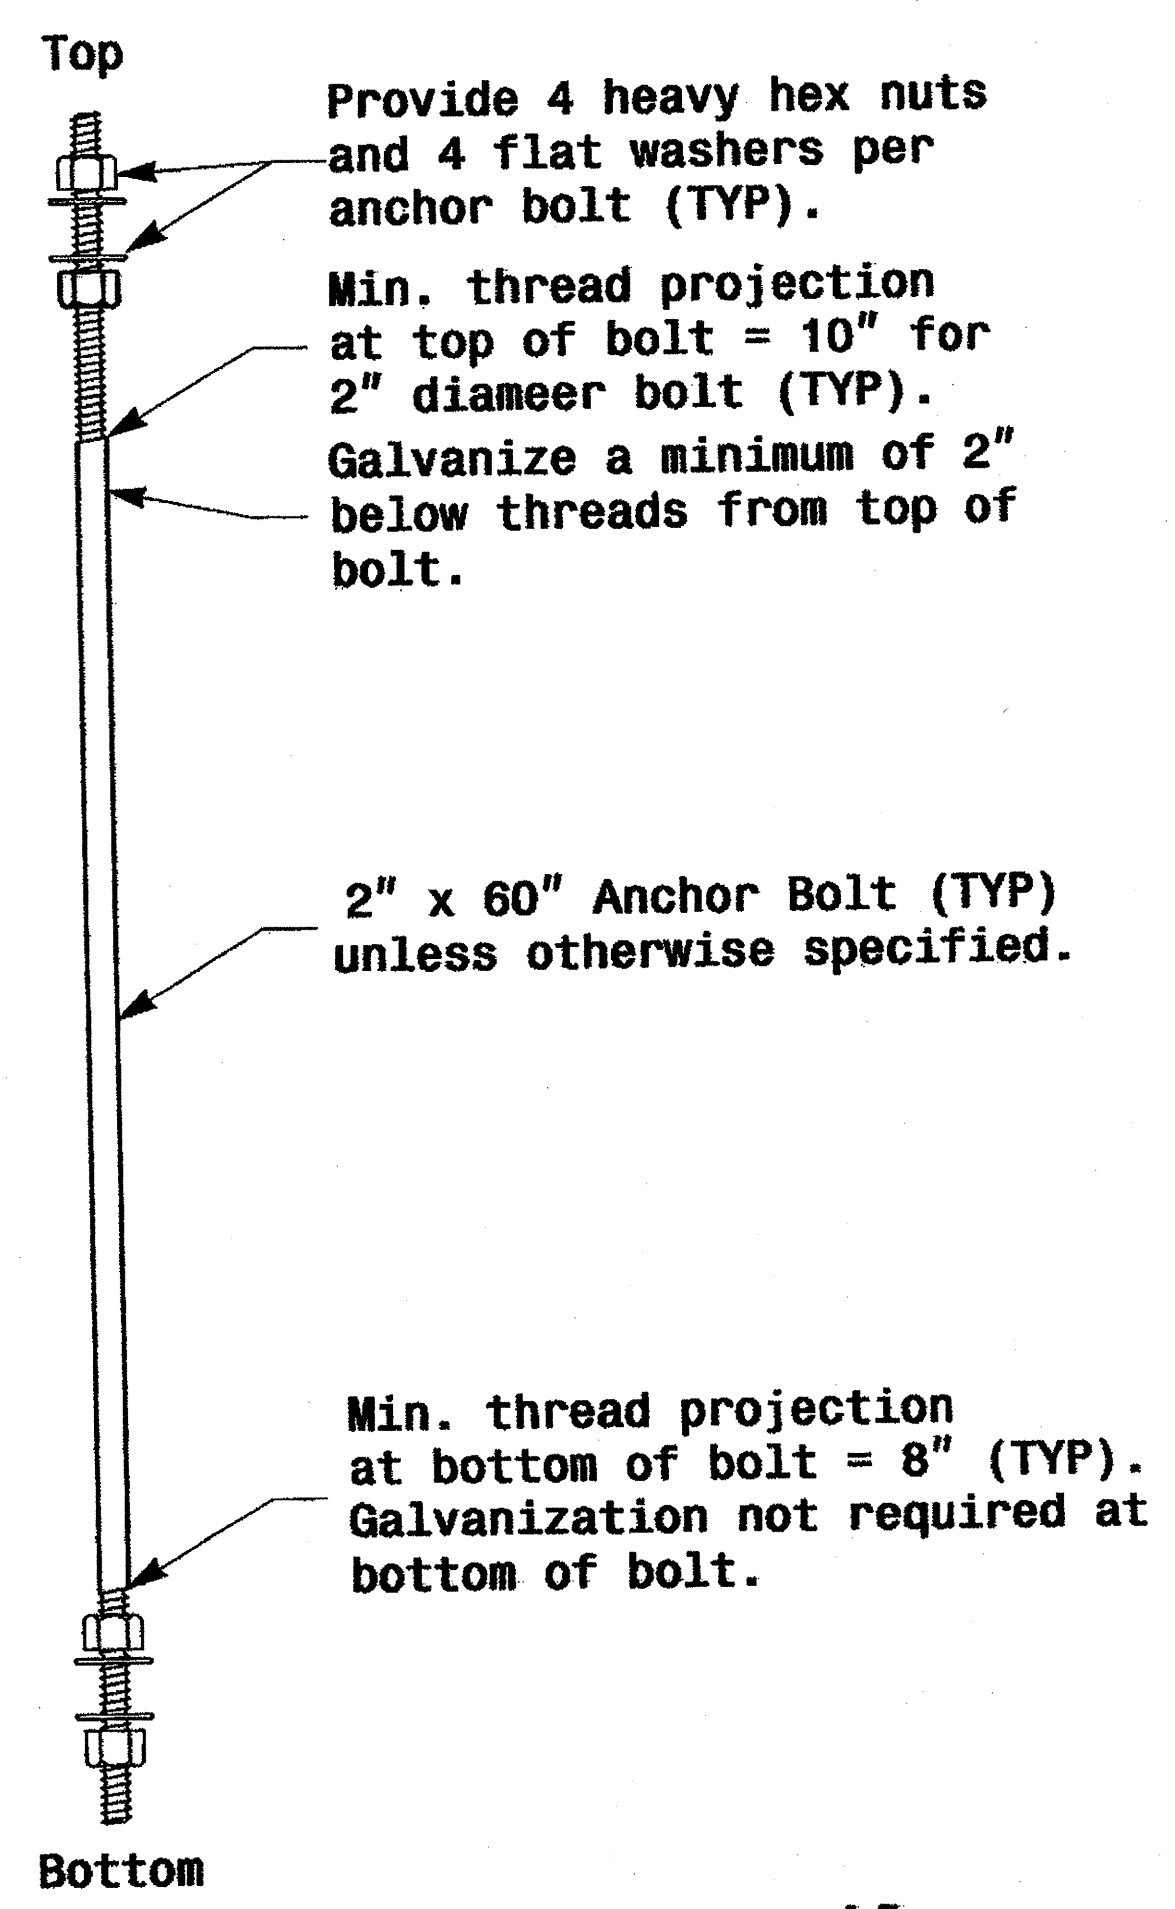 Top
Provide 4 heavy hex nuts
and 4 flat washers per
anchor bolt (TYP).
Min. thread projection
at top of bolt = 10" for
2" diameer bolt (TYP).
Galvanize a minimum of 2"
below threads from top of
bolt.
2" x 60" Anchor Bolt (TYP)
unless otherwise specified.
Min. thread projection
at bottom of bolt = 8" (TYP).
Galvanization not required at
bottom of bolt.
Bottom